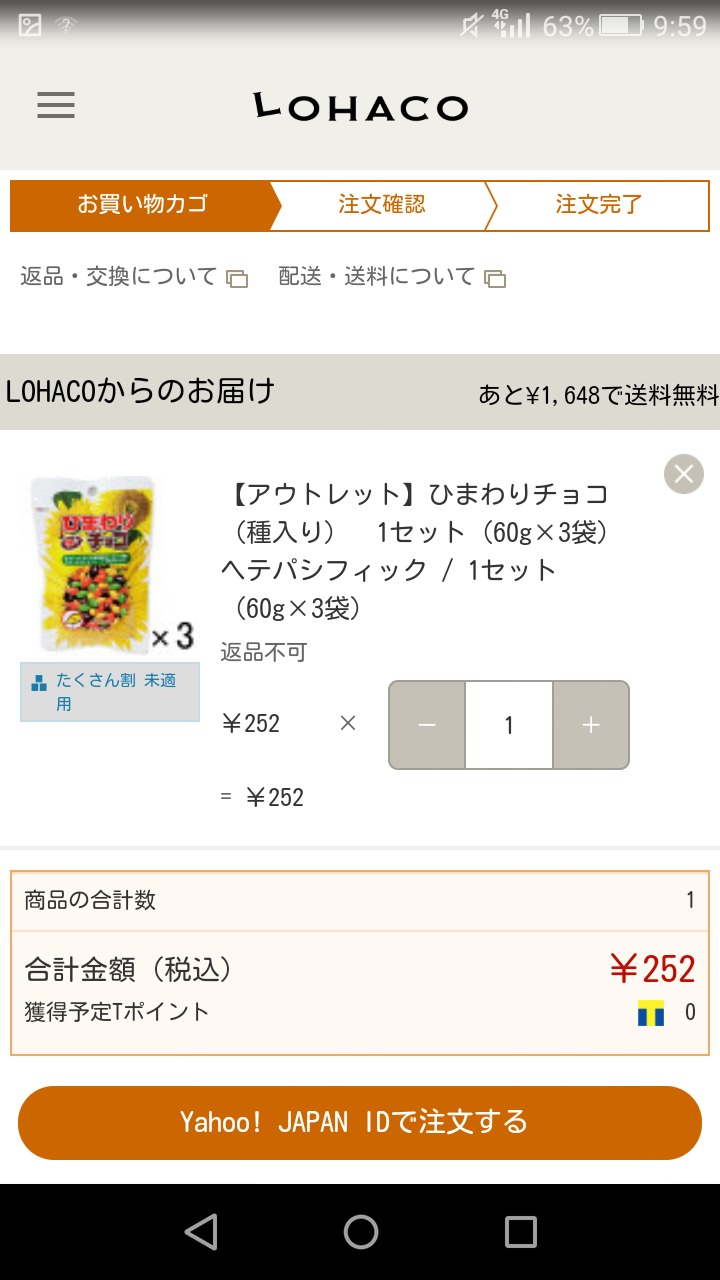 4G 63% 9:59
LOHACO
お買い物カゴ 注文確認 注文完了
返品・交換について 配送・送料について
LOHACOからのお届け あと¥1,648で送料無料
【アウトレット】ひまわりチョコ
（種入り） 1セット（60g×3袋）
ヘテパシフィック / 1セット
（60g×3袋）
返品不可
ひまわり
チョコ
×3
たくさん割 未適
用
￥252 × － 1 ＋
= ￥252
商品の合計数 1
合計金額（税込） ￥252
獲得予定Tポイント T 0
Yahoo! JAPAN IDで注文する